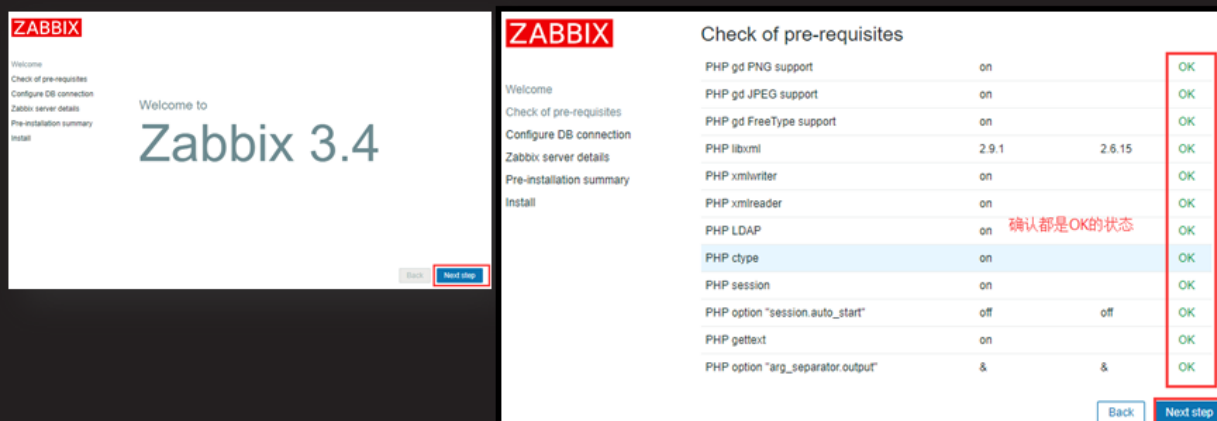 ZABBIX
Welcome
Check of pre-requisites
Configure DB connection
Zabbix server details
Pre-installation summary
Install
Welcome to
Zabbix 3.4
Back
Next step
ZABBIX
Welcome
Check of pre-requisites
Configure DB connection
Zabbix server details
Pre-installation summary
Install
Check of pre-requisites
PHP gd PNG support on OK
PHP gd JPEG support on OK
PHP gd FreeType support on OK
PHP libxml 2.9.1 2.6.15 OK
PHP xmlwriter on OK
PHP xmlreader on OK
PHP LDAP on OK
确认都是OK的状态
PHP ctype on OK
PHP session on OK
PHP option "session.auto_start" off off OK
PHP gettext on OK
PHP option "arg_separator.output" & & OK
Back
Next step